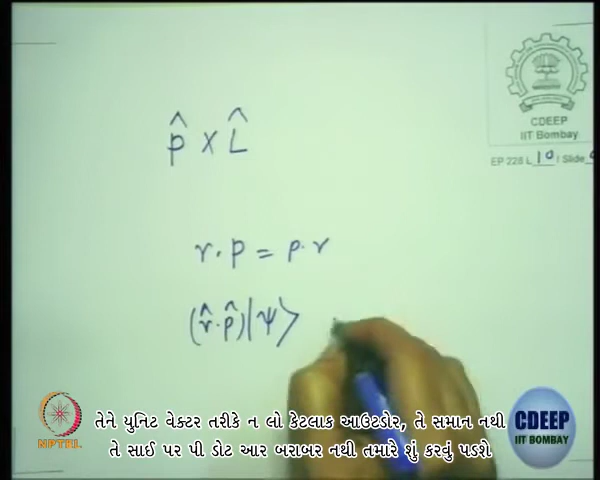 p̂ × L̂
CDEEP
IIT Bombay
EP 228 L 10 / Slide
r · p = p · r
(r̂ · p̂)|ψ⟩
તેને યુનિટ વેક્ટર તરીકે ન લો કેટલાક આઉટડોર, તે સમાન નથી
તે સાઈ પર પી ડોટ આર બરાબર નથી તમારે શું કરવું પડશે
NPTEL
CDEEP
IIT BOMBAY